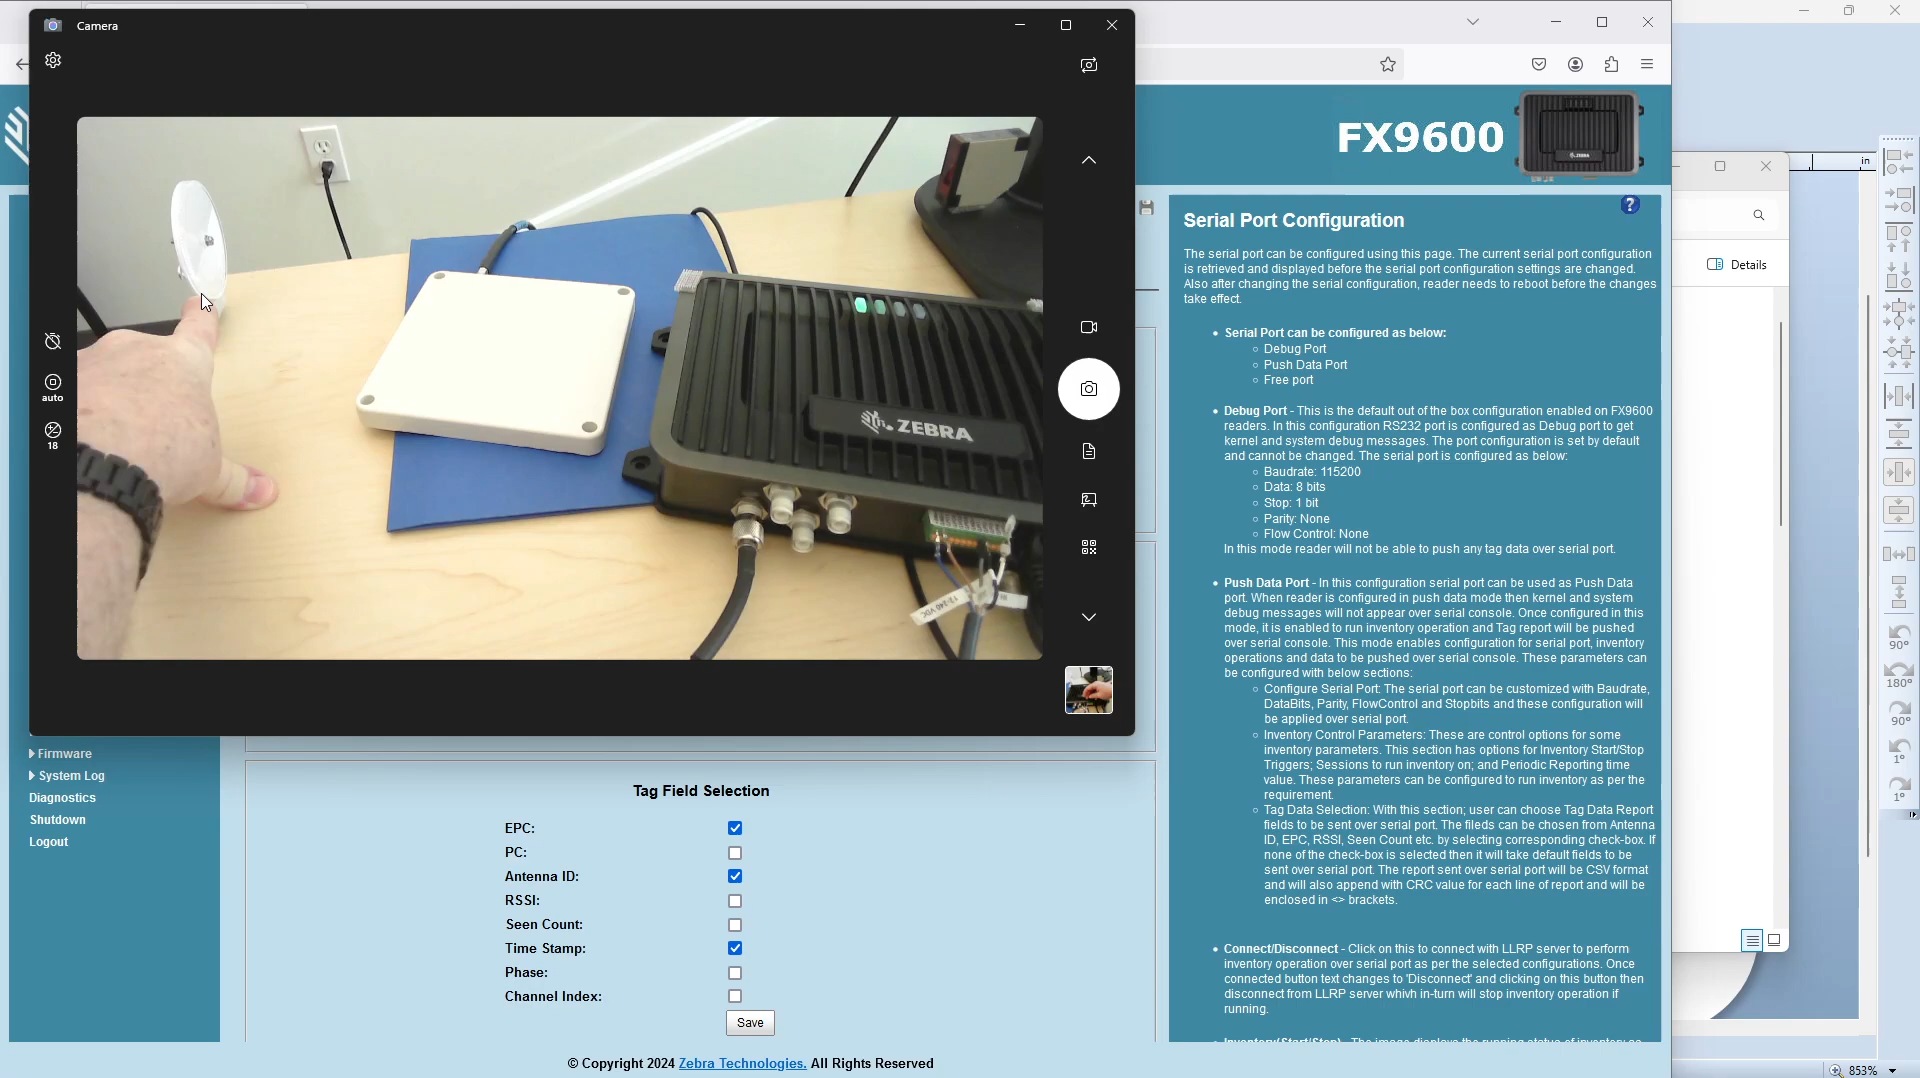 Camera
auto
18
ZEBRA
12-240 VDC
FX9600
ZEBRA
in
Details
Serial Port Configuration
The serial port can be configured using this page. The current serial port configuration
is retrieved and displayed before the serial port configuration settings are changed.
Also after changing the serial configuration, reader needs to reboot before the changes
take effect.
Serial Port can be configured as below:
Debug Port
Push Data Port
Free port
Debug Port - This is the default out of the box configuration enabled on FX9600
readers. In this configuration RS232 port is configured as Debug port to get
kernel and system debug messages. The port configuration is set by default
and cannot be changed. The serial port is configured as below:
Baudrate: 115200
Data: 8 bits
Stop: 1 bit
Parity: None
Flow Control: None
In this mode reader will not be able to push any tag data over serial port.
Push Data Port - In this configuration serial port can be used as Push Data
port. When reader is configured in push data mode then kernel and system
debug messages will not appear over serial console. Once configured in this
mode, it is enabled to run inventory operation and Tag report will be pushed
over serial console. This mode enables configuration for serial port, inventory
operations and data to be pushed over serial console. These parameters can
be configured with below sections:
Configure Serial Port: The serial port can be customized with Baudrate,
DataBits, Parity, FlowControl and Stopbits and these configuration will
be applied over serial port.
Inventory Control Parameters: These are control options for some
inventory parameters. This section has options for Inventory Start/Stop
Triggers; Sessions to run inventory on; and Periodic Reporting time
value. These parameters can be configured to run inventory as per the
requirement.
Tag Data Selection: With this section; user can choose Tag Data Report
fields to be sent over serial port. The fileds can be chosen from Antenna
ID, EPC, RSSI, Seen Count etc. by selecting corresponding check-box. If
none of the check-box is selected then it will take default fields to be
sent over serial port. The report sent over serial port will be CSV format
and will also append with CRC value for each line of report and will be
enclosed in <> brackets.
Connect/Disconnect - Click on this to connect with LLRP server to perform
inventory operation over serial port as per the selected configurations. Once
connected button text changes to 'Disconnect' and clicking on this button then
disconnect from LLRP server whivh in-turn will stop inventory operation if
running.
Inventory(Start/Stop) - The image displays the running status of inventory as
Firmware
System Log
Diagnostics
Shutdown
Logout
Tag Field Selection
EPC:
PC:
Antenna ID:
RSSI:
Seen Count:
Time Stamp:
Phase:
Channel Index:
Save
© Copyright 2024 Zebra Technologies. All Rights Reserved
90°
180°
90°
1°
1°
853%